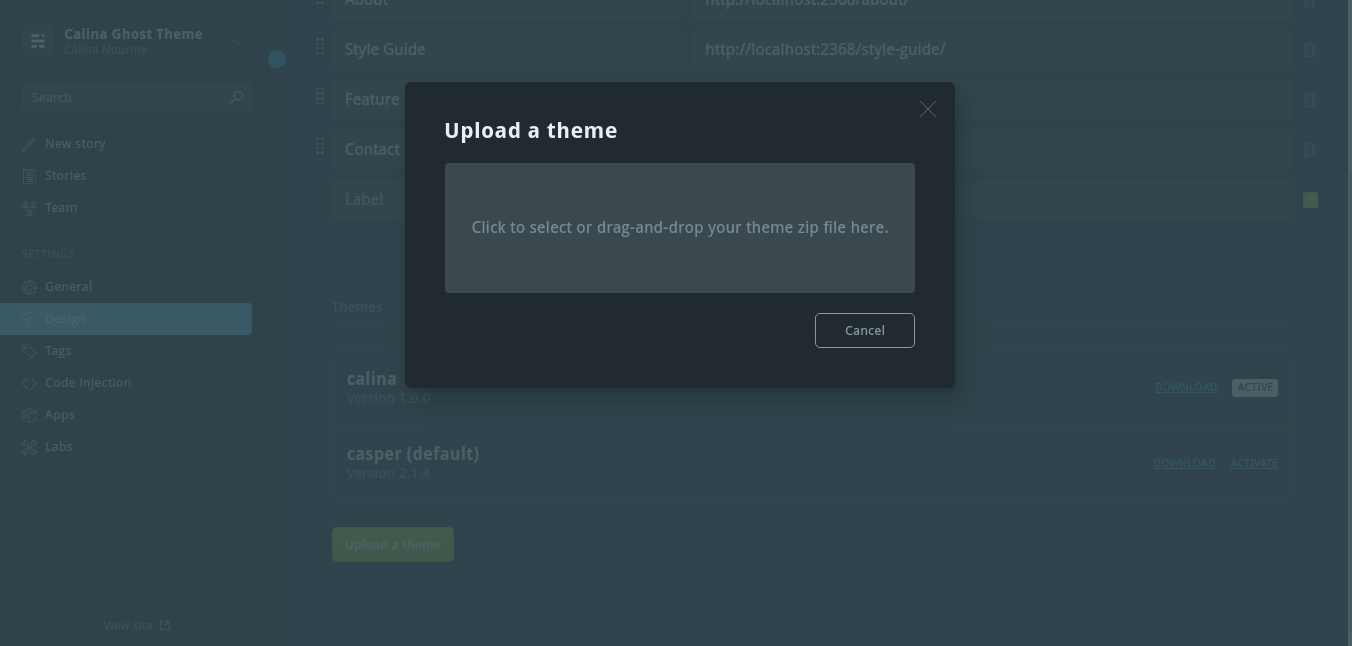 Calina Ghost Theme
Calina Nourine
Search
New story
Stories
Team
SETTINGS
General
Design
Tags
Code injection
Apps
Labs
View site
About http://localhost:2368/about/
Style Guide http://localhost:2368/style-guide/
Feature
Contact
Label
Upload a theme
Click to select or drag-and-drop your theme zip file here.
Cancel
Themes
calina
Version 1.0.0
DOWNLOAD ACTIVE
casper (default)
Version 2.1.4
DOWNLOAD ACTIVATE
Upload a theme